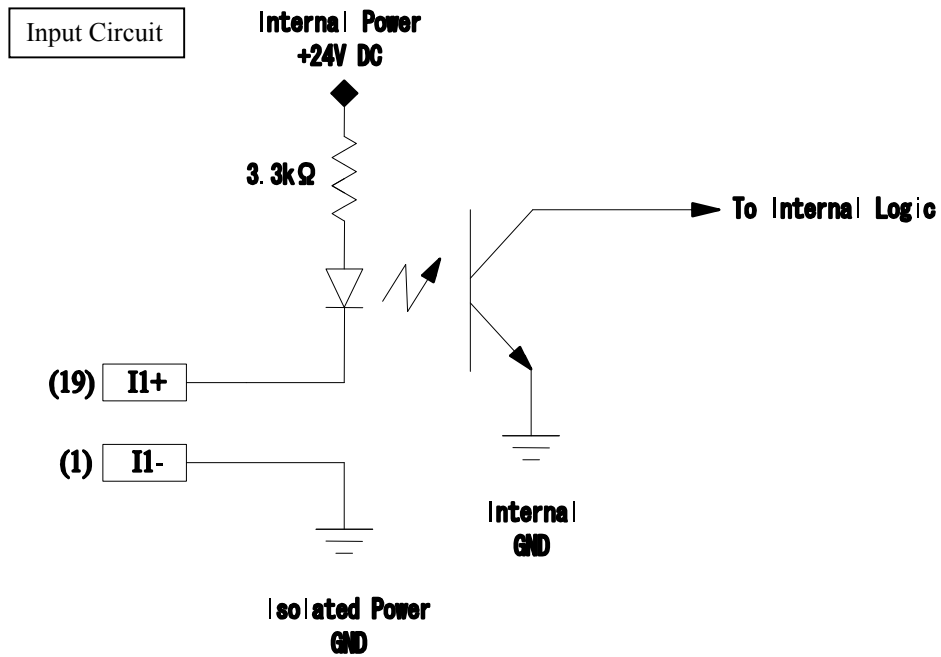 Input Circuit
Internal Power
+24V DC
3.3kΩ
To Internal Logic
(19) I1+
(1) I1-
Internal
GND
Isolated Power
GND